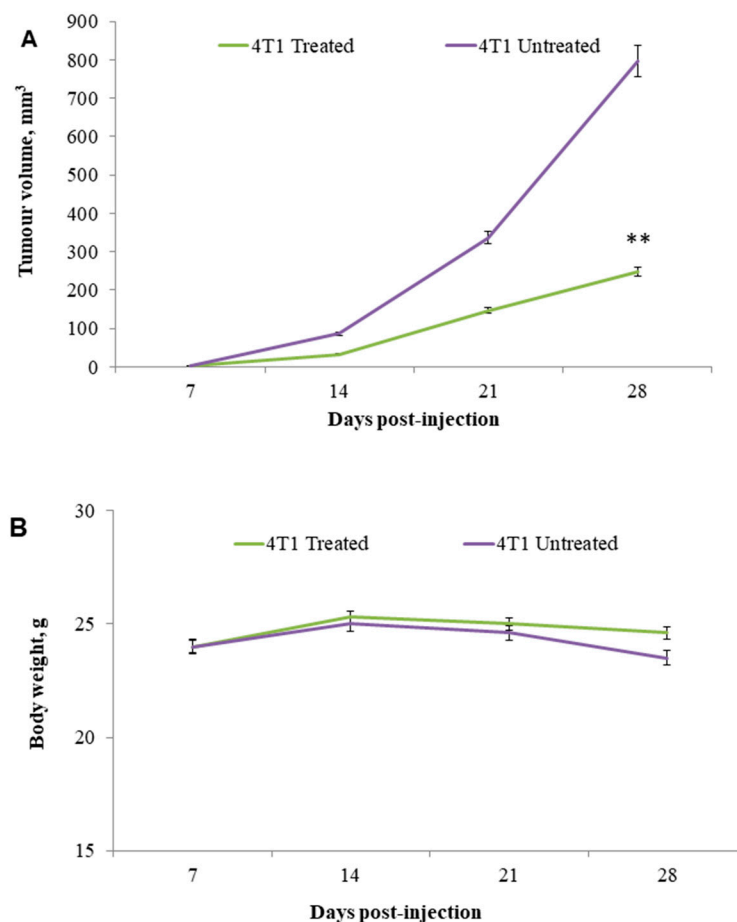 A
4T1 Treated 4T1 Untreated
Tumour volume, mm³
900
800
700
600
500
400
300
200
100
0
**
7 14 21 28
Days post-injection
B
4T1 Treated 4T1 Untreated
Body weight, g
30
25
20
15
7 14 21 28
Days post-injection